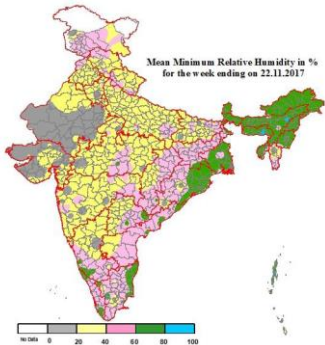 Mean Minimum Relative Humidity in %
for the week ending on 22.11.2017
No Data 0 20 40 60 80 100